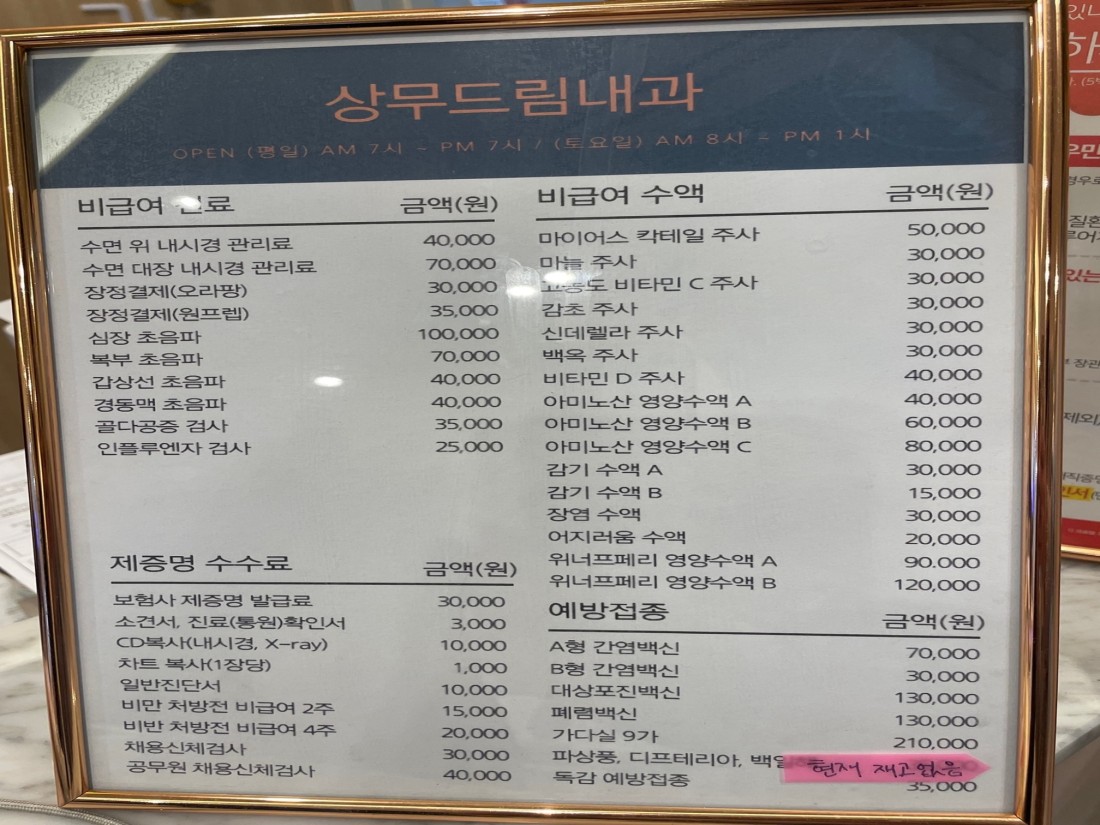 상무드림내과
OPEN (평일) AM 7시 - PM 7시 / (토요일) AM 8시 - PM 1시
비급여 진료 금액(원)
수면 위 내시경 관리료 40,000
수면 대장 내시경 관리료 70,000
장정결제(오라팡) 30,000
장정결제(원프렙) 35,000
심장 초음파 100,000
복부 초음파 70,000
갑상선 초음파 40,000
경동맥 초음파 40,000
골다공증 검사 35,000
인플루엔자 검사 25,000
제증명 수수료 금액(원)
보험사 제증명 발급료 30,000
소견서, 진료(통원)확인서 3,000
CD복사(내시경, X-ray) 10,000
차트 복사(1장당) 1,000
일반진단서 10,000
비만 처방전 비급여 2주 15,000
비반 처방전 비급여 4주 20,000
채용신체검사 30,000
공무원 채용신체검사 40,000
비급여 수액 금액(원)
마이어스 칵테일 주사 50,000
마늘 주사 30,000
고농도 비타민 C 주사 30,000
감초 주사 30,000
신데렐라 주사 30,000
백옥 주사 30,000
비타민 D 주사 40,000
아미노산 영양수액 A 40,000
아미노산 영양수액 B 60,000
아미노산 영양수액 C 80,000
감기 수액 A 30,000
감기 수액 B 15,000
장염 수액 30,000
어지러움 수액 20,000
위너프페리 영양수액 A 90.000
위너프페리 영양수액 B 120,000
예방접종 금액(원)
A형 간염백신 70,000
B형 간염백신 30,000
대상포진백신 130,000
폐렴백신 130,000
가다실 9가 210,000
파상풍, 디프테리아, 현재 재고없음
독감 예방접종 35,000